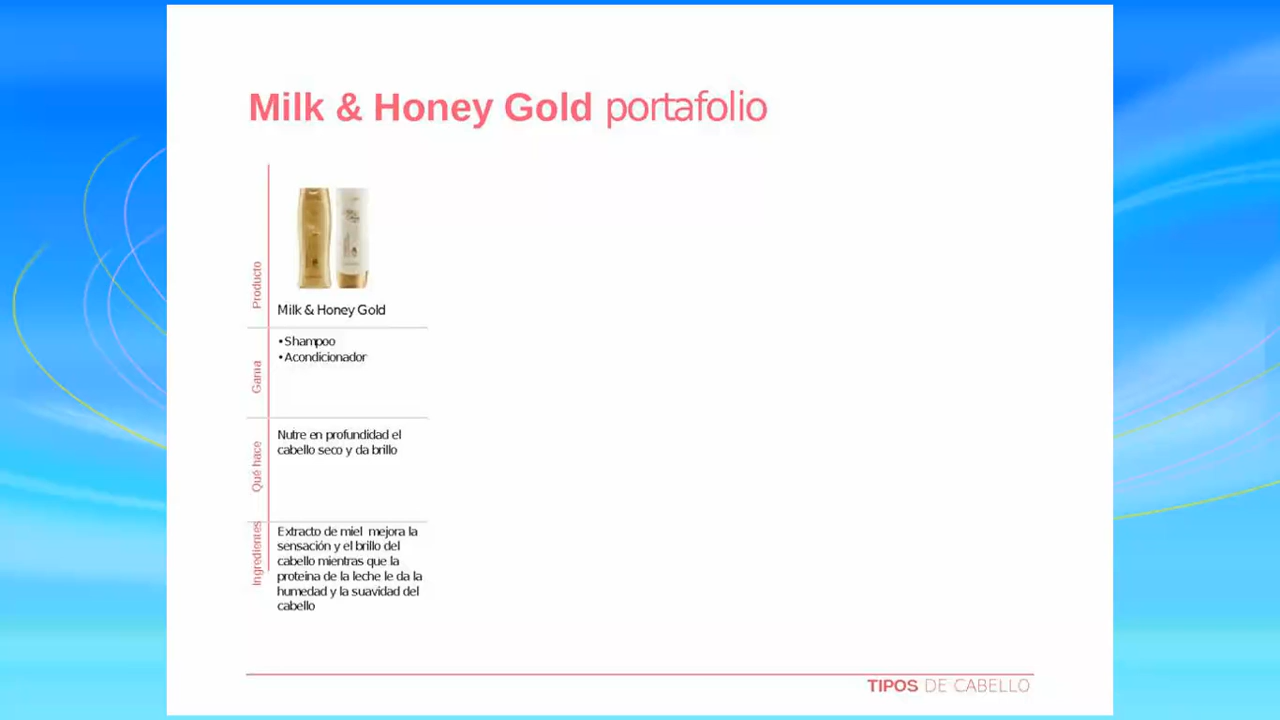 Milk & Honey Gold portafolio
Producto
Milk & Honey Gold
Gama
•Shampoo
•Acondicionador
Qué hace
Nutre en profundidad el
cabello seco y da brillo
Ingredientes
Extracto de miel mejora la
sensación y el brillo del
cabello mientras que la
proteina de la leche le da la
humedad y la suavidad del
cabello
TIPOS DE CABELLO